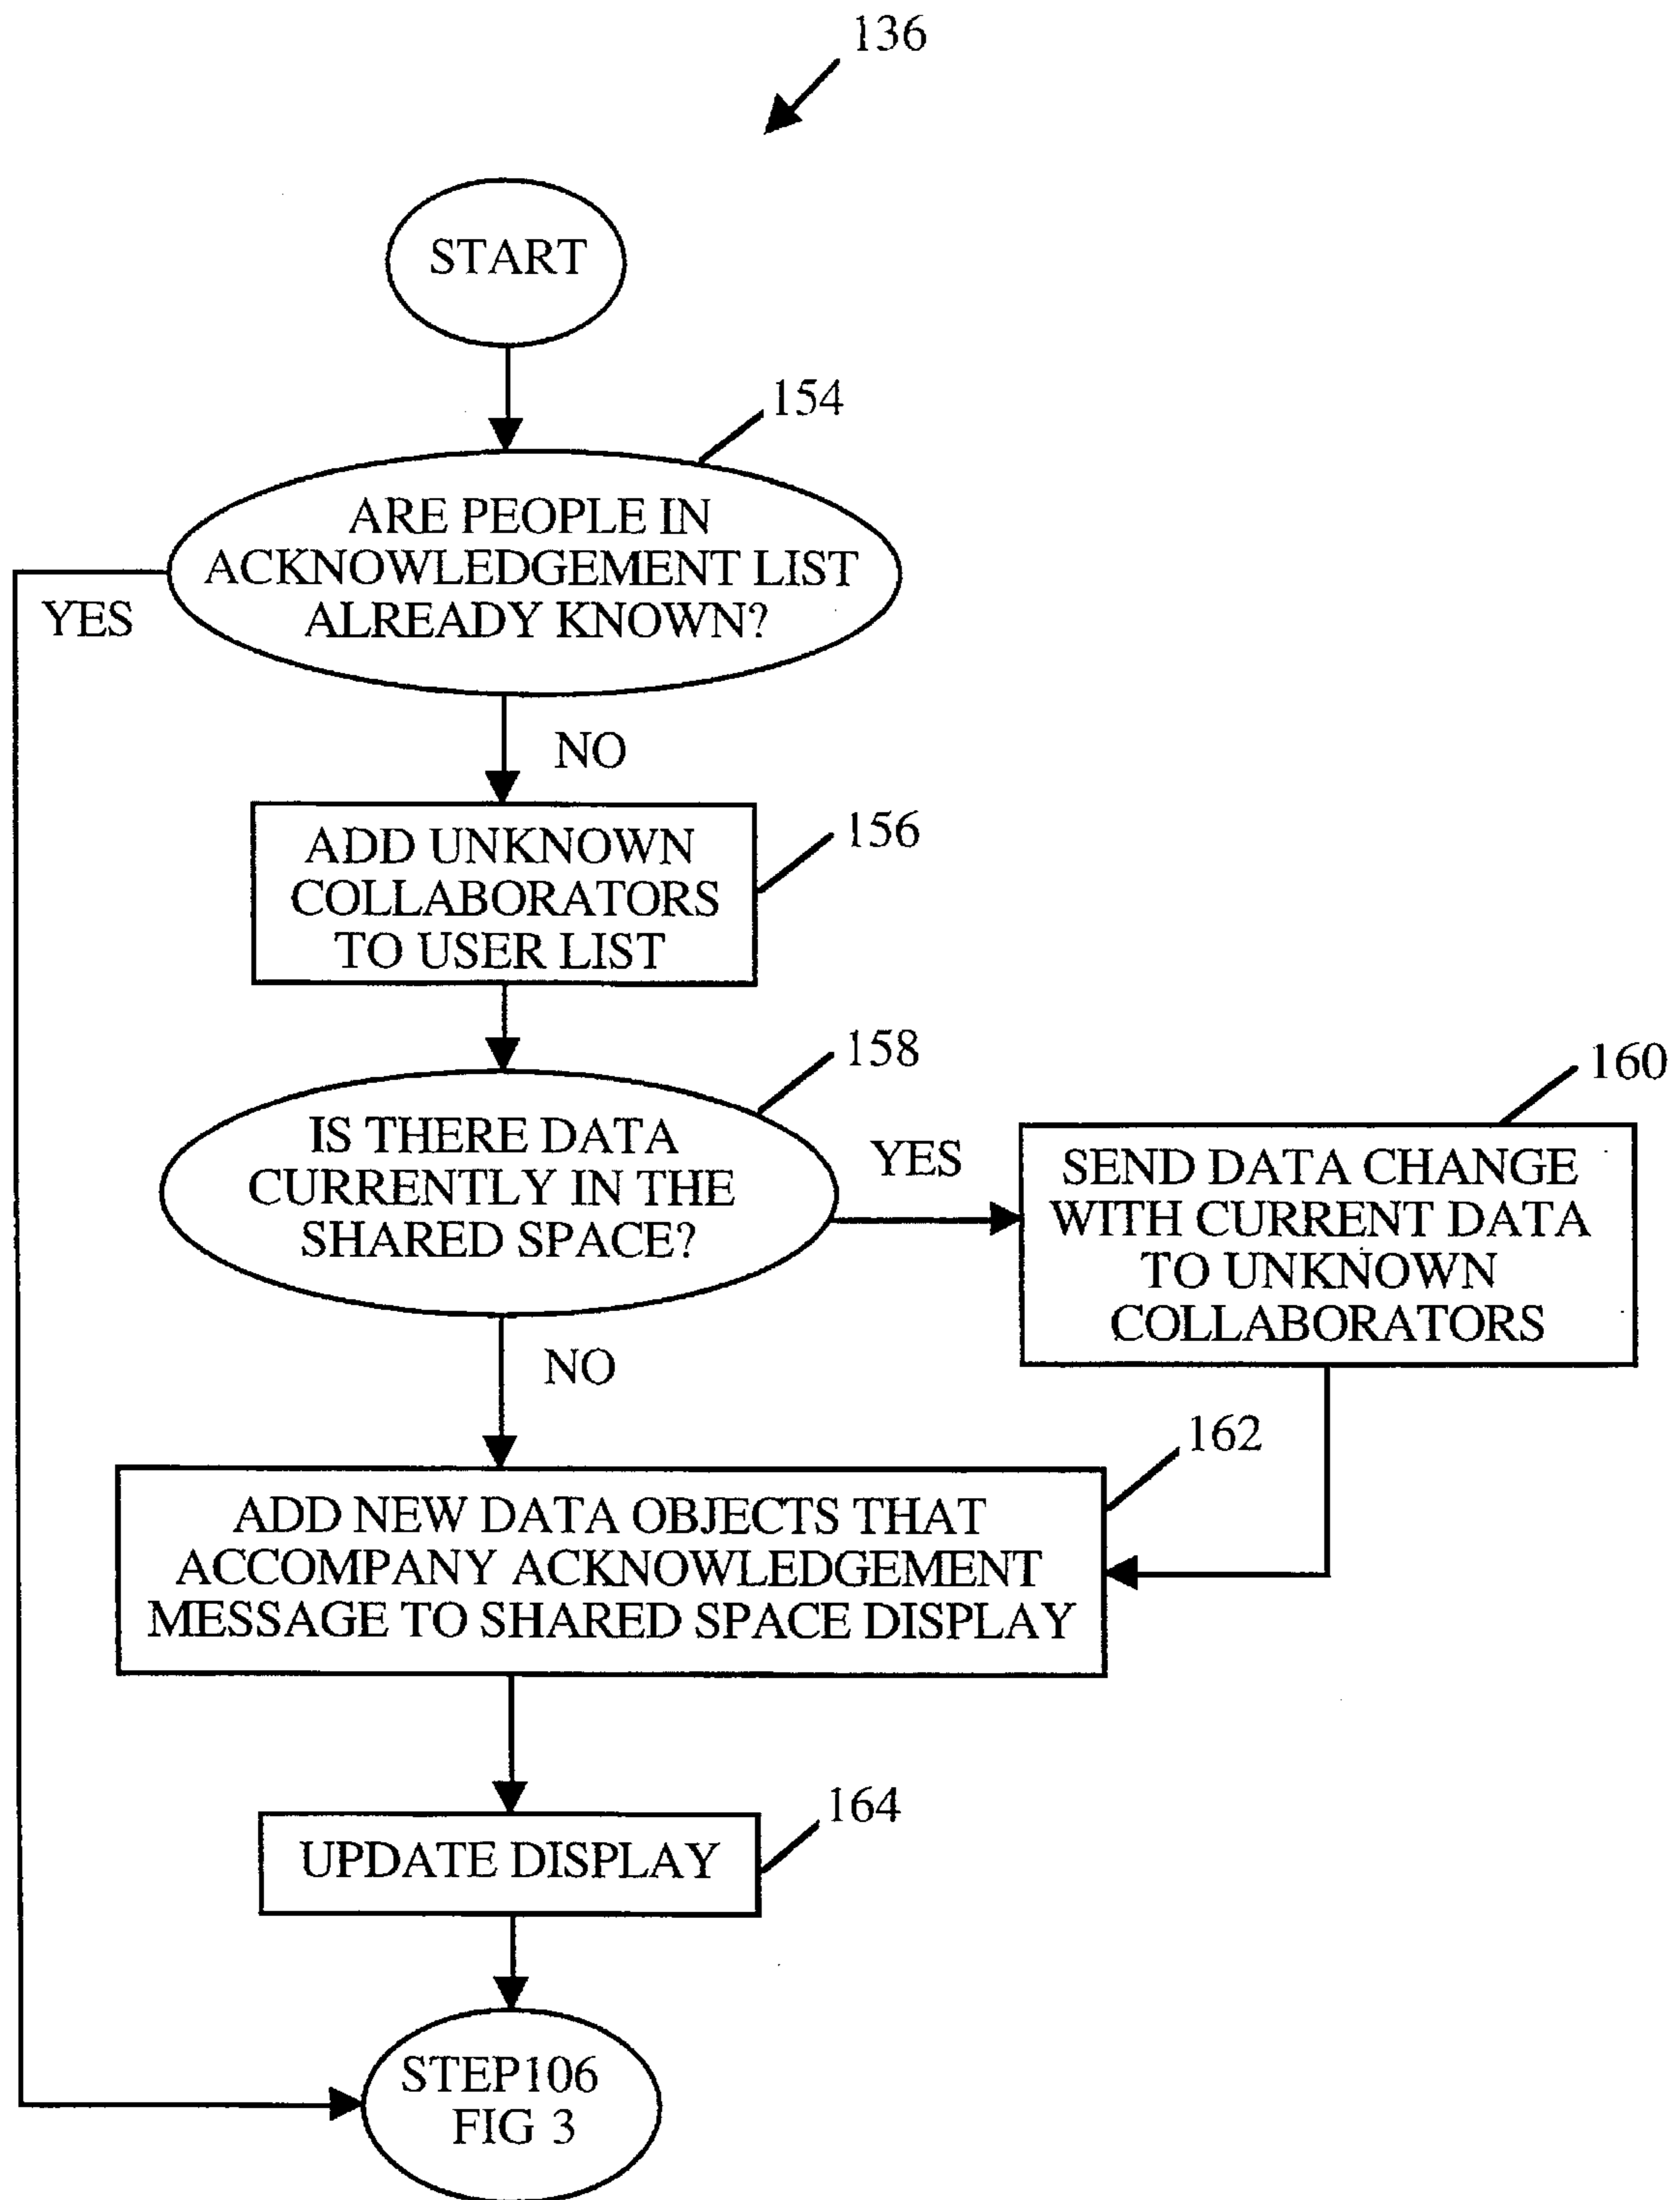 136
START
154
ARE PEOPLE IN
ACKNOWLEDGEMENT LIST
ALREADY KNOWN?
YES
NO
156
ADD UNKNOWN
COLLABORATORS
TO USER LIST
158
IS THERE DATA
CURRENTLY IN THE
SHARED SPACE?
YES
160
SEND DATA CHANGE
WITH CURRENT DATA
TO UNKNOWN
COLLABORATORS
NO
162
ADD NEW DATA OBJECTS THAT
ACCOMPANY ACKNOWLEDGEMENT
MESSAGE TO SHARED SPACE DISPLAY
164
UPDATE DISPLAY
STEP106
FIG 3